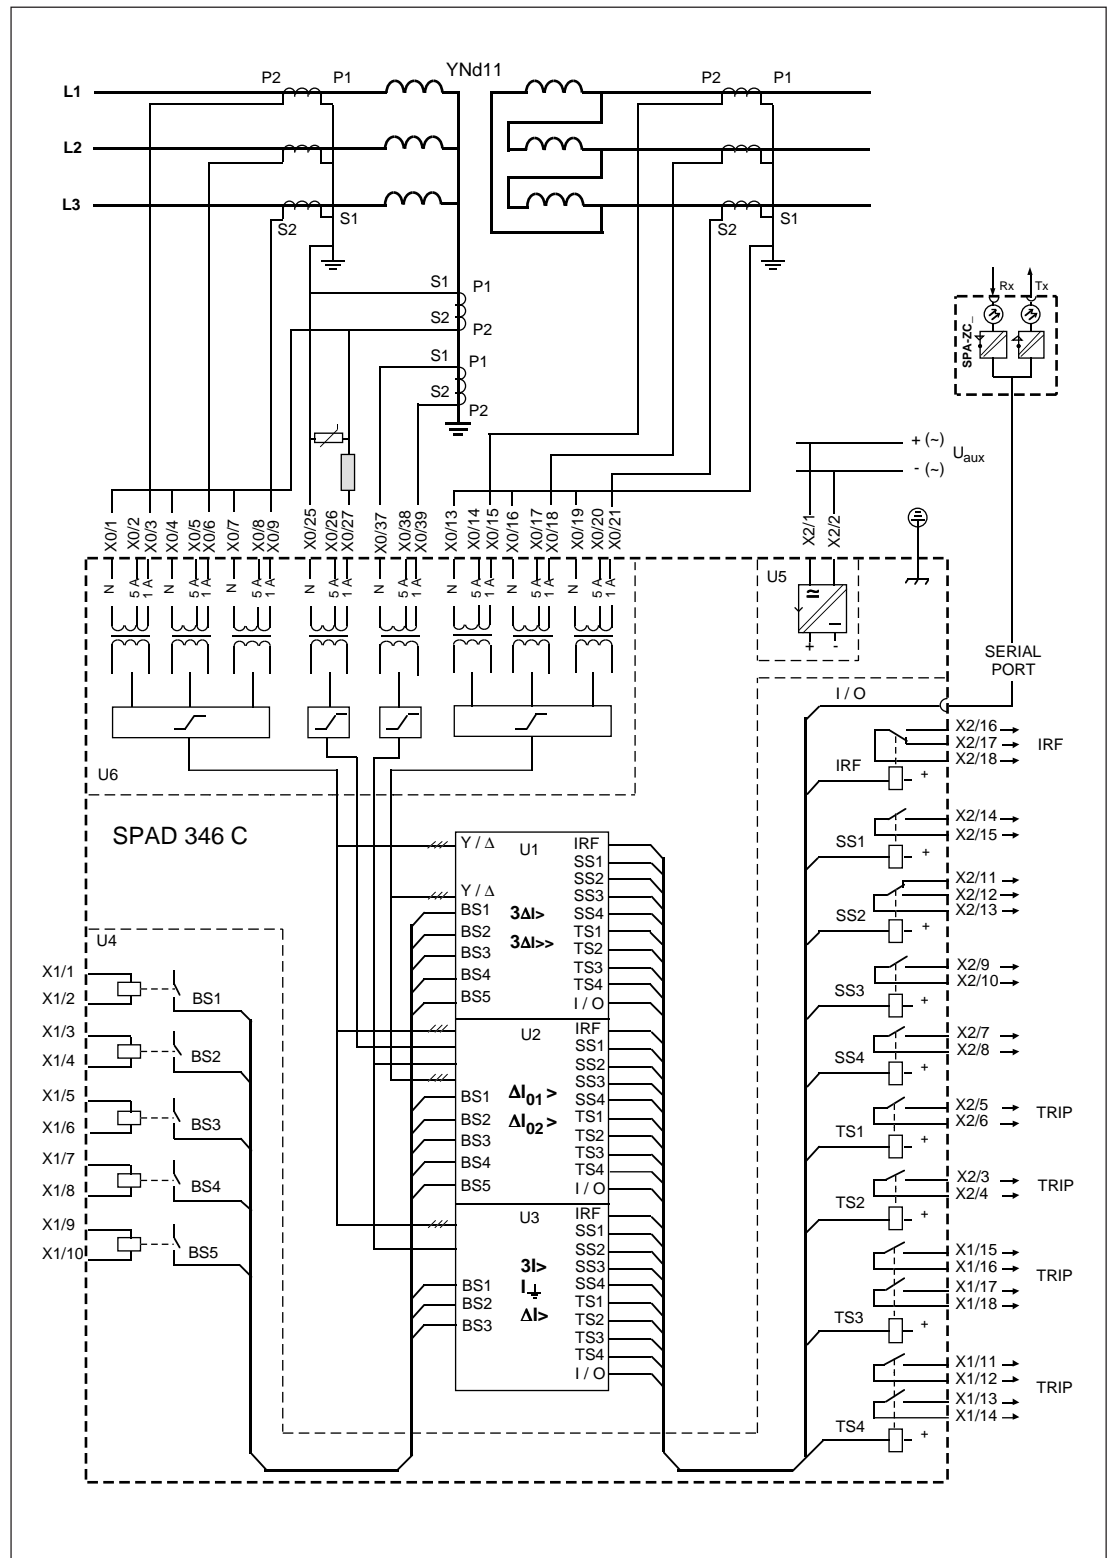 YNd11
P2 P1 P2 P1
L1
L2
L3
S2 S1 S2 S1
S1 P1
S2 P2
S1 P1
S2 P2
Rx Tx
SPA-ZC_
+ (~)
Uaux
- (~)
X0/1 X0/2 X0/3 X0/4 X0/5 X0/6 X0/7 X0/8 X0/9 X0/25 X0/26 X0/27 X0/37 X0/38 X0/39 X0/13 X0/14 X0/15 X0/16 X0/17 X0/18 X0/19 X0/20 X0/21 X2/1 X2/2
N 5 A 1 A N 5 A 1 A N 5 A 1 A N 5 A 1 A N 5 A 1 A N 5 A 1 A N 5 A 1 A N 5 A 1 A
U5
+ -
SERIAL
PORT
I / O
U6
SPAD 346 C
U4
X1/1
X1/2
BS1
X1/3
X1/4
BS2
X1/5
X1/6
BS3
X1/7
X1/8
BS4
X1/9
X1/10
BS5
Y / Δ U1 IRF
SS1
SS2
Y / Δ SS3
BS1 3ΔI> SS4
TS1
BS2 3ΔI>> TS2
BS3 TS3
BS4 TS4
BS5 I / O
U2 IRF
SS1
SS2
SS3
BS1 ΔI01> SS4
BS2 ΔI02> TS1
BS3 TS2
TS3
BS4 TS4
BS5 I / O
U3 IRF
SS1
SS2
3I> SS3
BS1 I SS4
BS2 ΔI> TS1
BS3 TS2
TS3
TS4
I / O
X2/16
X2/17 IRF
X2/18
IRF +
X2/14
X2/15
SS1 +
X2/11
X2/12
X2/13
SS2 +
X2/9
X2/10
SS3 +
X2/7
X2/8
SS4 +
X2/5 TRIP
X2/6
TS1 +
X2/3 TRIP
X2/4
TS2 +
X1/15
X1/16 TRIP
X1/17
X1/18
TS3 +
X1/11
X1/12 TRIP
X1/13
X1/14
TS4 +